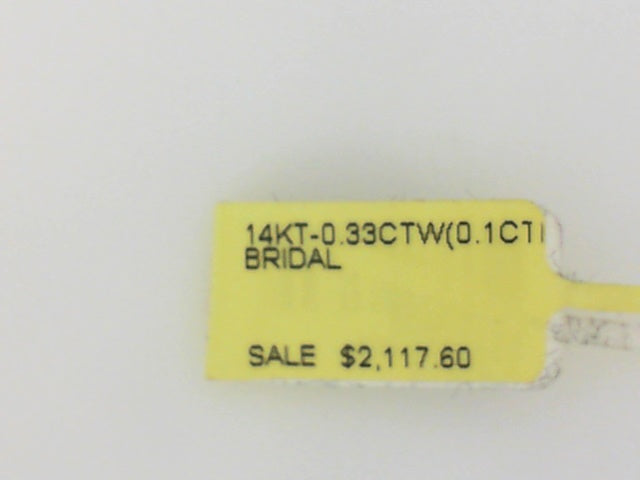 14KT-0.33CTW(0.1CT
BRIDAL
SALE $2,117.60